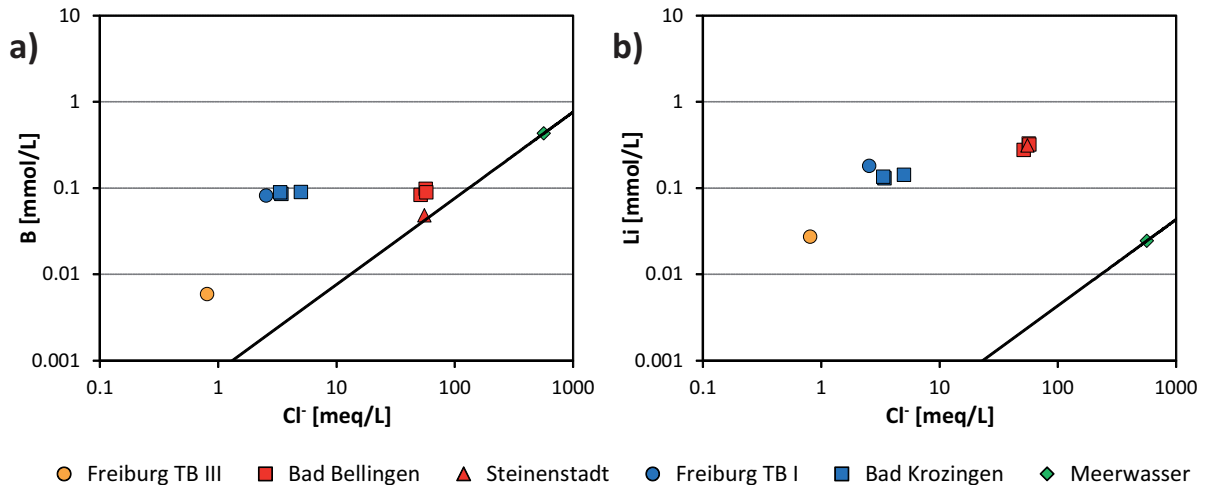 a)
B [mmol/L]
10
1
0.1
0.01
0.001
0.1 1 10 100 1000
Cl⁻ [meq/L]
b)
Li [mmol/L]
10
1
0.1
0.01
0.001
0.1 1 10 100 1000
Cl⁻ [meq/L]
Freiburg TB III Bad Bellingen Steinenstadt Freiburg TB I Bad Krozingen Meerwasser